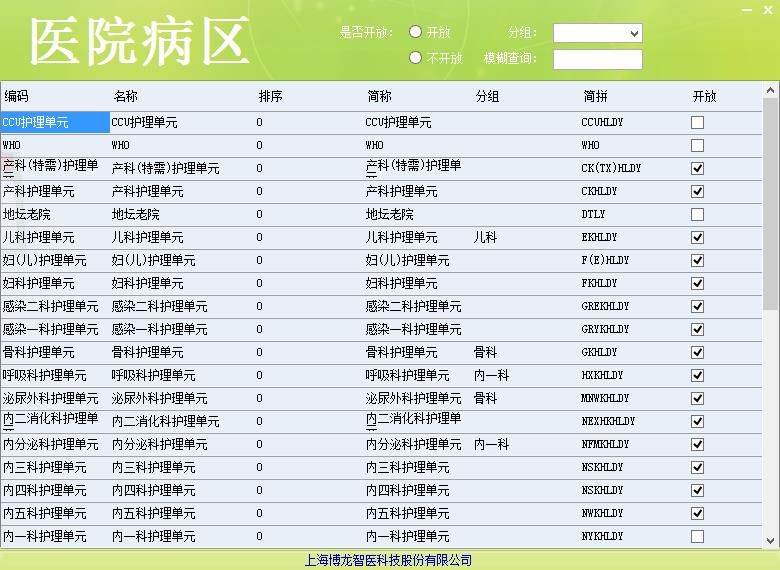 医院病区
是否开放: 开放 分组:
不开放 模糊查询:
编码 名称 排序 简称 分组 简拼 开放
CCU护理单元 CCU护理单元 0 CCU护理单元 CCUHLDY
WHO WHO 0 WHO WHO
产科(特需)护理单 产科(特需)护理单元 0 产科(特需)护理单 CK(TX)HLDY
产科护理单元 产科护理单元 0 产科护理单元 CKHLDY
地坛老院 地坛老院 0 地坛老院 DTLY
儿科护理单元 儿科护理单元 0 儿科护理单元 儿科 EKHLDY
妇(儿)护理单元 妇(儿)护理单元 0 妇(儿)护理单元 F(E)HLDY
妇科护理单元 妇科护理单元 0 妇科护理单元 FKHLDY
感染二科护理单元 感染二科护理单元 0 感染二科护理单元 GREKHLDY
感染一科护理单元 感染一科护理单元 0 感染一科护理单元 GRYKHLDY
骨科护理单元 骨科护理单元 0 骨科护理单元 骨科 GKHLDY
呼吸科护理单元 呼吸科护理单元 0 呼吸科护理单元 内一科 HXKHLDY
泌尿外科护理单元 泌尿外科护理单元 0 泌尿外科护理单元 骨科 MNWKHLDY
内二消化科护理单 内二消化科护理单元 0 内二消化科护理单 NEXHKHLDY
内分泌科护理单元 内分泌科护理单元 0 内分泌科护理单元 内一科 NFMKHLDY
内三科护理单元 内三科护理单元 0 内三科护理单元 NSKHLDY
内四科护理单元 内四科护理单元 0 内四科护理单元 NSKHLDY
内五科护理单元 内五科护理单元 0 内五科护理单元 NWKHLDY
内一科护理单元 内一科护理单元 0 内一科护理单元 NYKHLDY
上海博龙智医科技股份有限公司